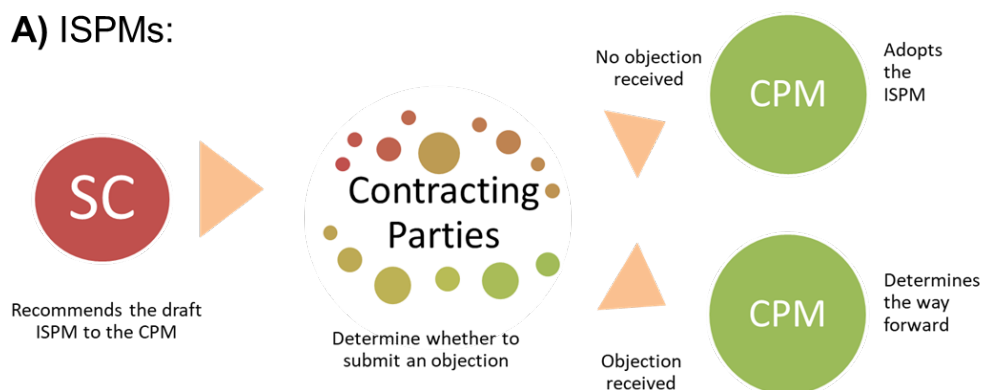 A) ISPMs:
SC
Recommends the draft
ISPM to the CPM
Contracting
Parties
Determine whether to
submit an objection
No objection
received
CPM
Adopts
the
ISPM
Objection
received
CPM
Determines
the way
forward